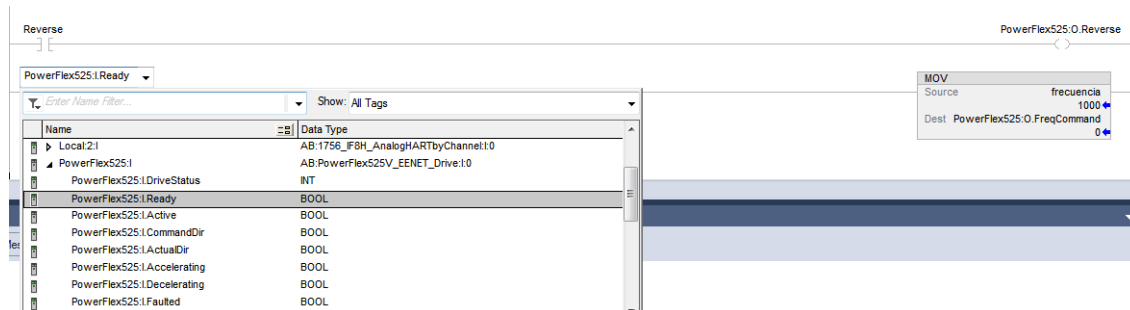 Reverse
PowerFlex525:O.Reverse
PowerFlex525:I.Ready
MOV
Source frecuencia
1000
Dest PowerFlex525:O.FreqCommand
0
Enter Name Filter... Show: All Tags
Name Data Type
Local:2:I AB:1756_IF8H_AnalogHARTbyChannel:I:0
PowerFlex525:I AB:PowerFlex525V_EENET_Drive:I:0
PowerFlex525:I.DriveStatus INT
PowerFlex525:I.Ready BOOL
PowerFlex525:I.Active BOOL
PowerFlex525:I.CommandDir BOOL
PowerFlex525:I.ActualDir BOOL
PowerFlex525:I.Accelerating BOOL
PowerFlex525:I.Decelerating BOOL
PowerFlex525:I.Faulted BOOL